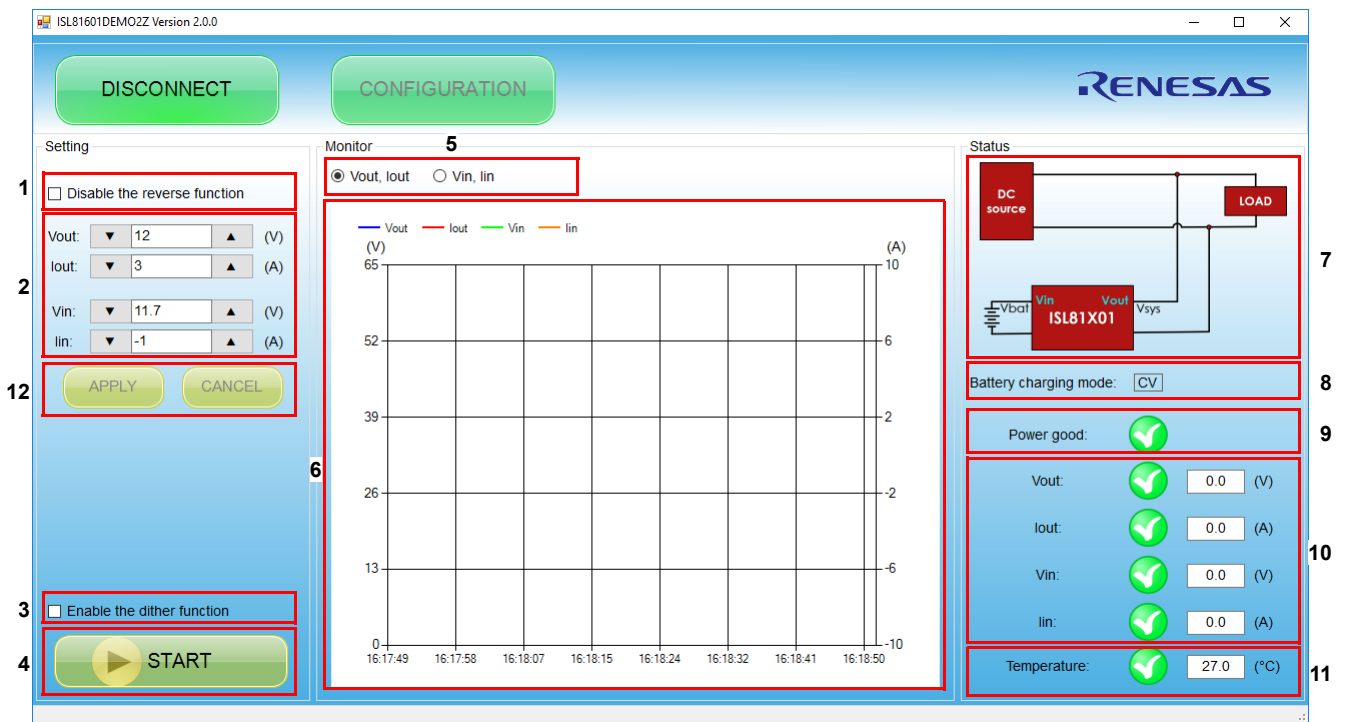 ISL81601DEMO2Z Version 2.0.0
DISCONNECT
CONFIGURATION
RENESAS
Setting
1
Disable the reverse function
2
Vout: ▼ 12 ▲ (V)
Iout: ▼ 3 ▲ (A)
Vin: ▼ 11.7 ▲ (V)
Iin: ▼ -1 ▲ (A)
12
APPLY CANCEL
3
Enable the dither function
4
START
Monitor
5
Vout, Iout Vin, Iin
6
Vout Iout Vin Iin
(V) (A)
65 10
52 6
39 2
26 -2
13 -6
0 -10
16:17:49 16:17:58 16:18:07 16:18:15 16:18:24 16:18:32 16:18:41 16:18:50
Status
7
DC
source
LOAD
Vbat
Vin Vout
ISL81X01
Vsys
Battery charging mode: CV
8
Power good:
9
Vout: 0.0 (V)
Iout: 0.0 (A)
10
Vin: 0.0 (V)
Iin: 0.0 (A)
Temperature: 27.0 (°C)
11